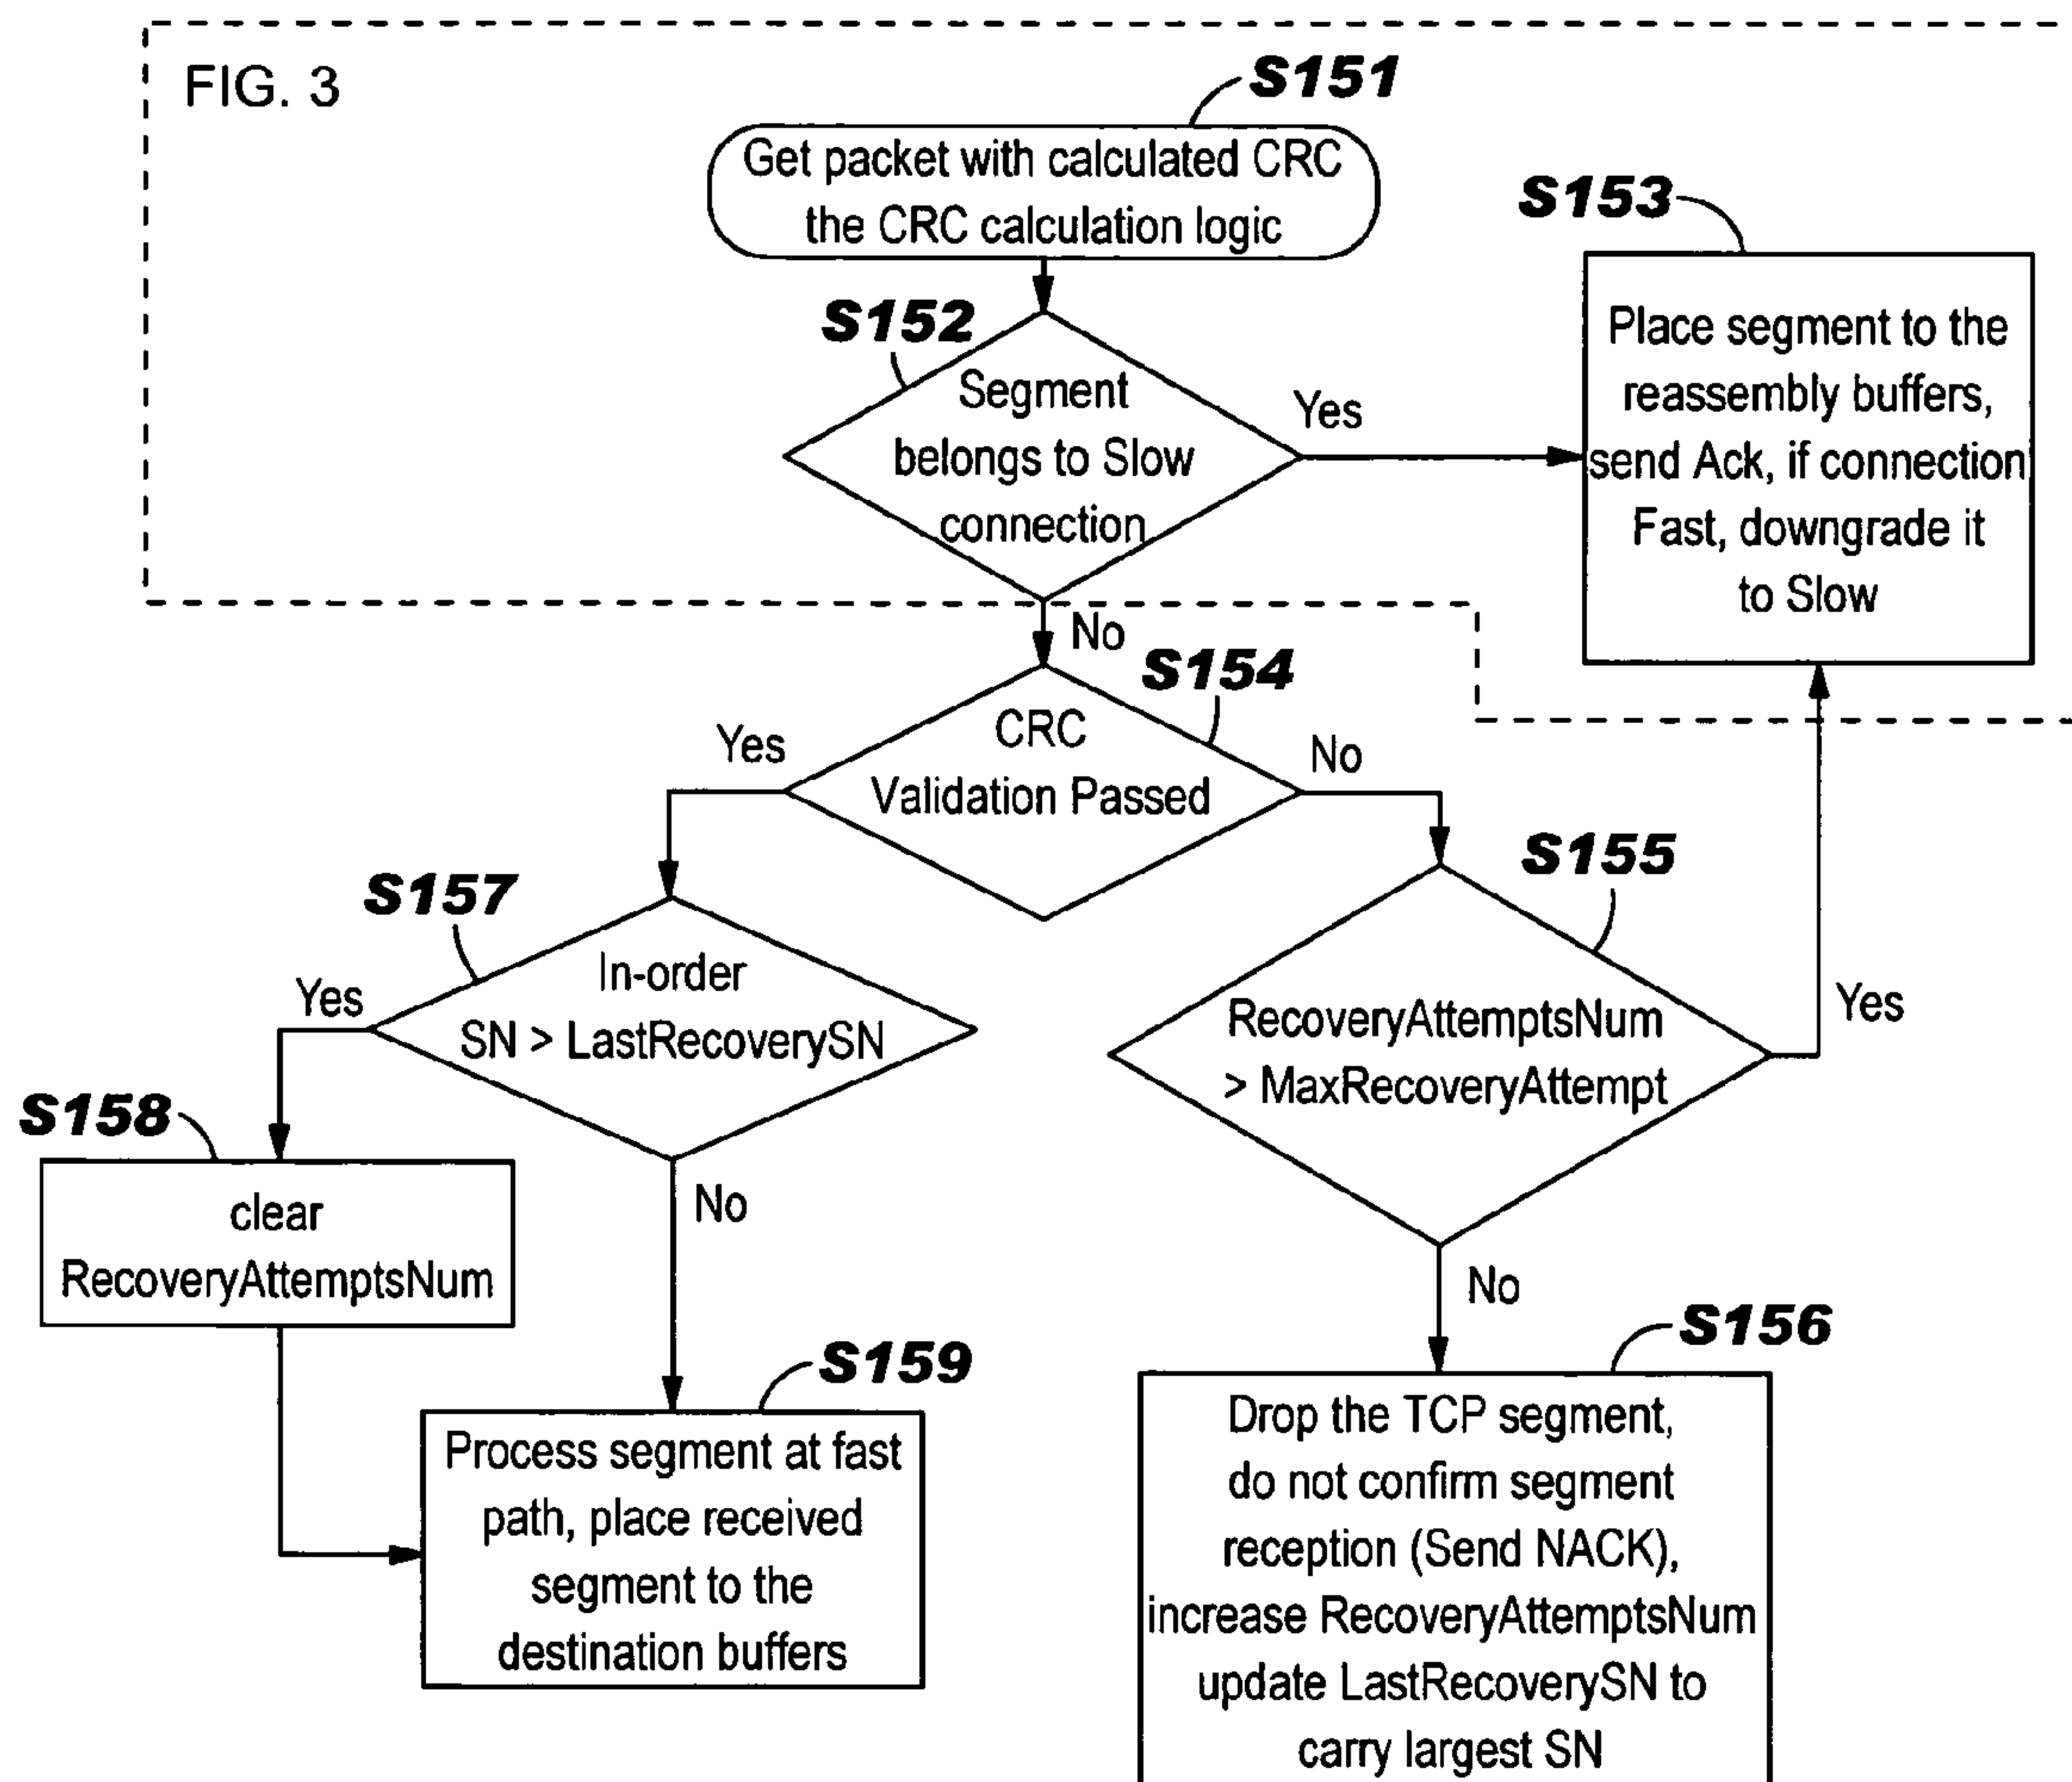 FIG. 3
S151
Get packet with calculated CRC
the CRC calculation logic
S152
Segment
belongs to Slow
connection
Yes
S153
Place segment to the
reassembly buffers,
send Ack, if connection
Fast, downgrade it
to Slow
No
S154
CRC
Validation Passed
Yes
No
S155
RecoveryAttemptsNum
> MaxRecoveryAttempt
Yes
S157
In-order
SN > LastRecoverySN
Yes
S158
clear
RecoveryAttemptsNum
No
S159
Process segment at fast
path, place received
segment to the
destination buffers
No
S156
Drop the TCP segment,
do not confirm segment
reception (Send NACK),
increase RecoveryAttemptsNum
update LastRecoverySN to
carry largest SN